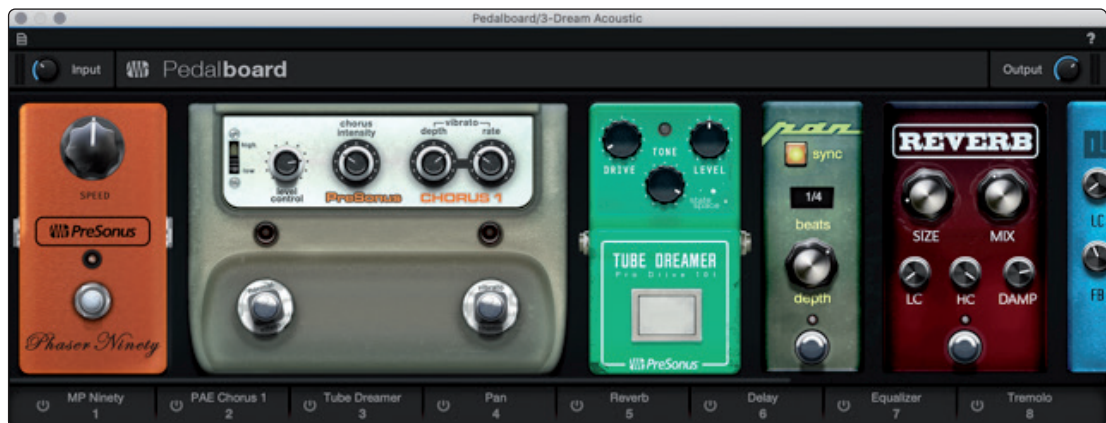 Pedalboard/3-Dream Acoustic
?
Input
Pedalboard
Output
SPEED
PreSonus
Phaser Ninety
high
low
level
control
chorus
intensity
vibrato
depth
rate
PreSonus
CHORUS 1
vibrato
DRIVE
TONE
LEVEL
state
space
TUBE DREAMER
Pro Drive 101
PreSonus
pan
sync
1/4
beats
depth
REVERB
SIZE
MIX
LC
HC
DAMP
LC
FB
MP Ninety
1
PAE Chorus 1
2
Tube Dreamer
3
Pan
4
Reverb
5
Delay
6
Equalizer
7
Tremolo
8